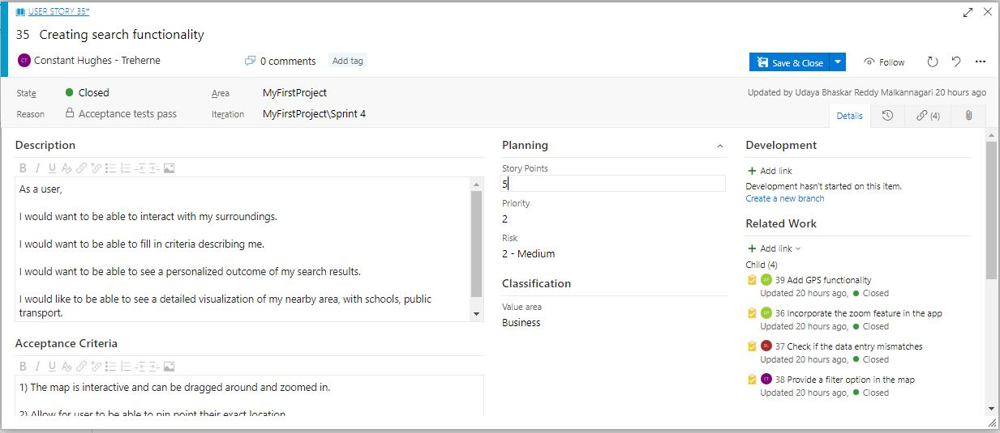 USER STORY 35*
35 Creating search functionality
CT Constant Hughes - Treherne
0 comments
Add tag
Save & Close
Follow
State
Closed
Area
MyFirstProject
Updated by Udaya Bhaskar Reddy Malkannagari 20 hours ago
Reason
Acceptance tests pass
Iteration
MyFirstProject\Sprint 4
Details
(4)
Description
B I U
As a user,
I would want to be able to interact with my surroundings.
I would want to be able to fill in criteria describing me.
I would want to be able to see a personalized outcome of my search results.
I would like to be able to see a detailed visualization of my nearby area, with schools, public
transport.
Acceptance Criteria
B I U
1) The map is interactive and can be dragged around and zoomed in.
2) Allow for user to be able to pin point their exact location
Planning
Story Points
5
Priority
2
Risk
2 - Medium
Classification
Value area
Business
Development
+ Add link
Development hasn't started on this item.
Create a new branch
Related Work
+ Add link
Child (4)
39 Add GPS functionality
Updated 20 hours ago, Closed
36 Incorporate the zoom feature in the app
Updated 20 hours ago, Closed
37 Check if the data entry mismatches
Updated 20 hours ago, Closed
CT 38 Provide a filter option in the map
Updated 20 hours ago, Closed